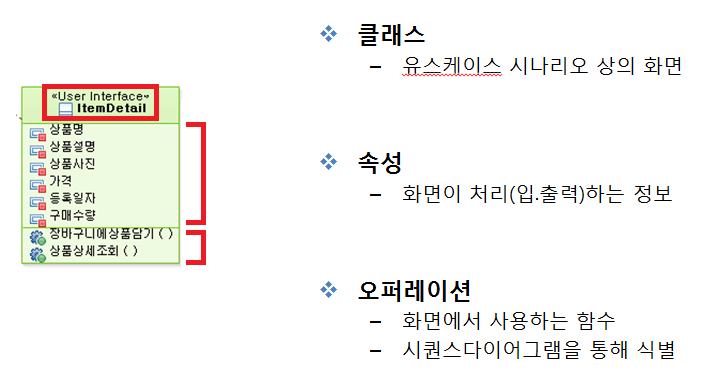 «User Interface»
ItemDetail
상품명
상품설명
상품사진
가격
등록일자
구매수량
장바구니에상품담기 ( )
상품상세조회 ( )
❖ 클래스
– 유스케이스 시나리오 상의 화면
❖ 속성
– 화면이 처리(입.출력)하는 정보
❖ 오퍼레이션
– 화면에서 사용하는 함수
– 시퀀스다이어그램을 통해 식별